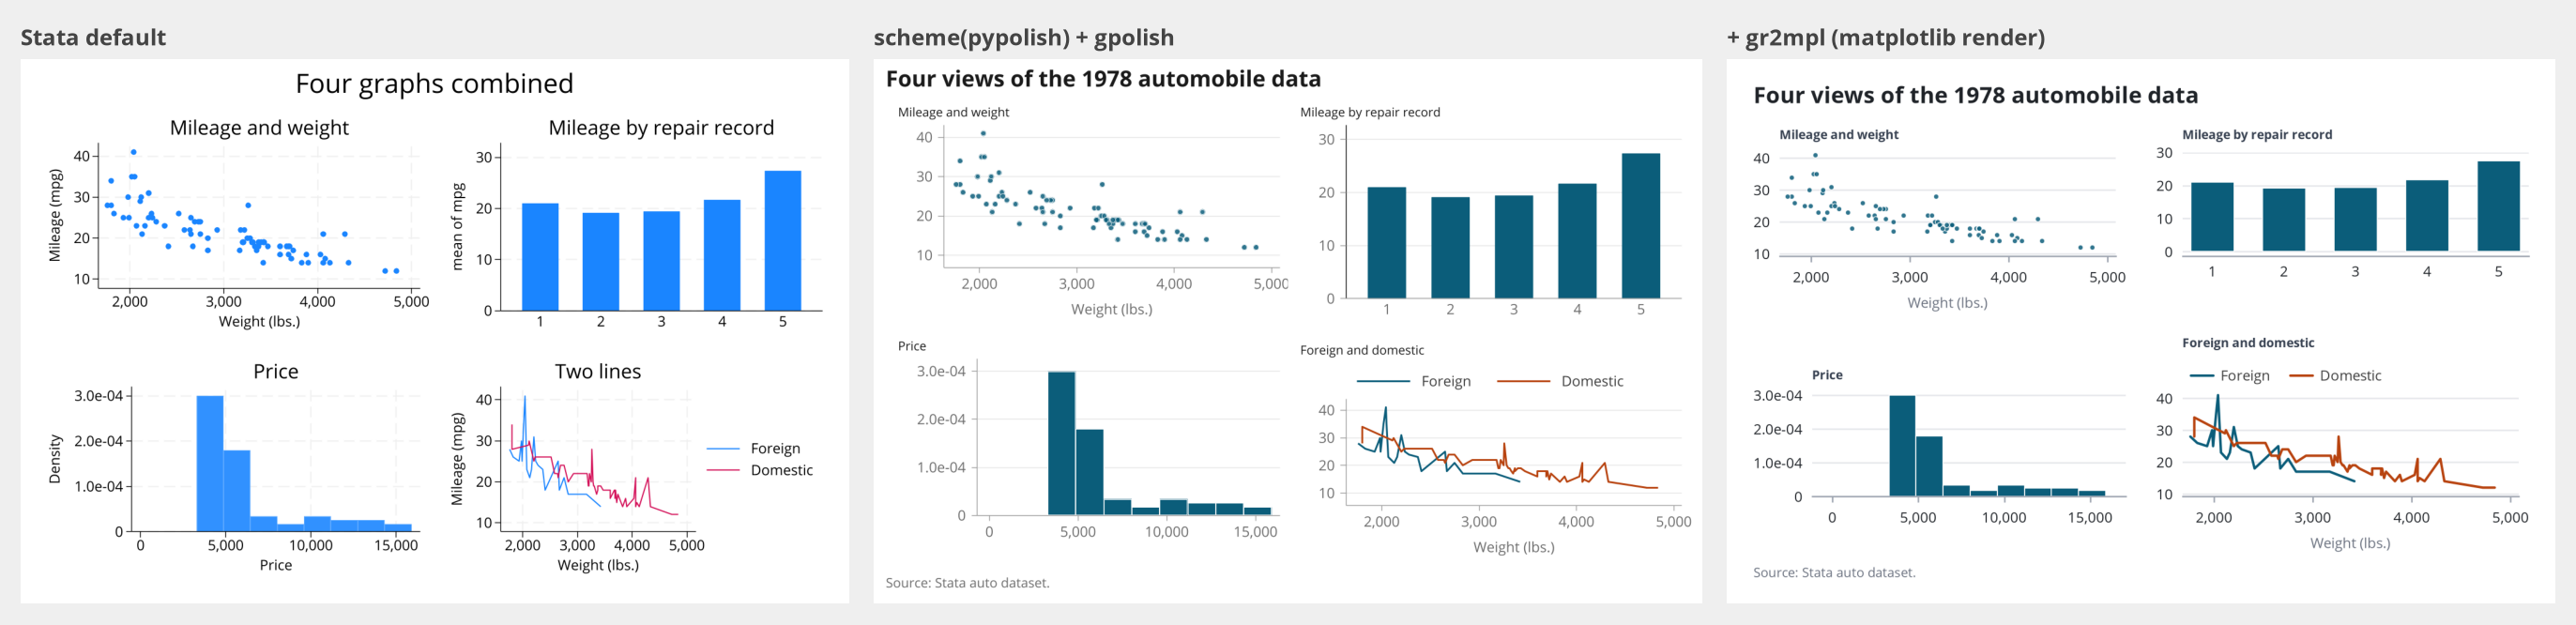 Stata default
Four graphs combined
Mileage and weight
Mileage (mpg)
40
30
20
10
2,000 3,000 4,000 5,000
Weight (lbs.)
Mileage by repair record
mean of mpg
30
20
10
0
1 2 3 4 5
Price
Density
3.0e-04
2.0e-04
1.0e-04
0
0 5,000 10,000 15,000
Price
Two lines
Mileage (mpg)
40
30
20
10
2,000 3,000 4,000 5,000
Weight (lbs.)
Foreign
Domestic
scheme(pypolish) + gpolish
Four views of the 1978 automobile data
Mileage and weight
40
30
20
10
2,000 3,000 4,000 5,000
Weight (lbs.)
Mileage by repair record
30
20
10
0
1 2 3 4 5
Price
3.0e-04
2.0e-04
1.0e-04
0
0 5,000 10,000 15,000
Foreign and domestic
Foreign Domestic
40
30
20
10
2,000 3,000 4,000 5,000
Weight (lbs.)
Source: Stata auto dataset.
+ gr2mpl (matplotlib render)
Four views of the 1978 automobile data
Mileage and weight
40
30
20
10
2,000 3,000 4,000 5,000
Weight (lbs.)
Mileage by repair record
30
20
10
0
1 2 3 4 5
Price
3.0e-04
2.0e-04
1.0e-04
0
0 5,000 10,000 15,000
Foreign and domestic
Foreign Domestic
40
30
20
10
2,000 3,000 4,000 5,000
Weight (lbs.)
Source: Stata auto dataset.